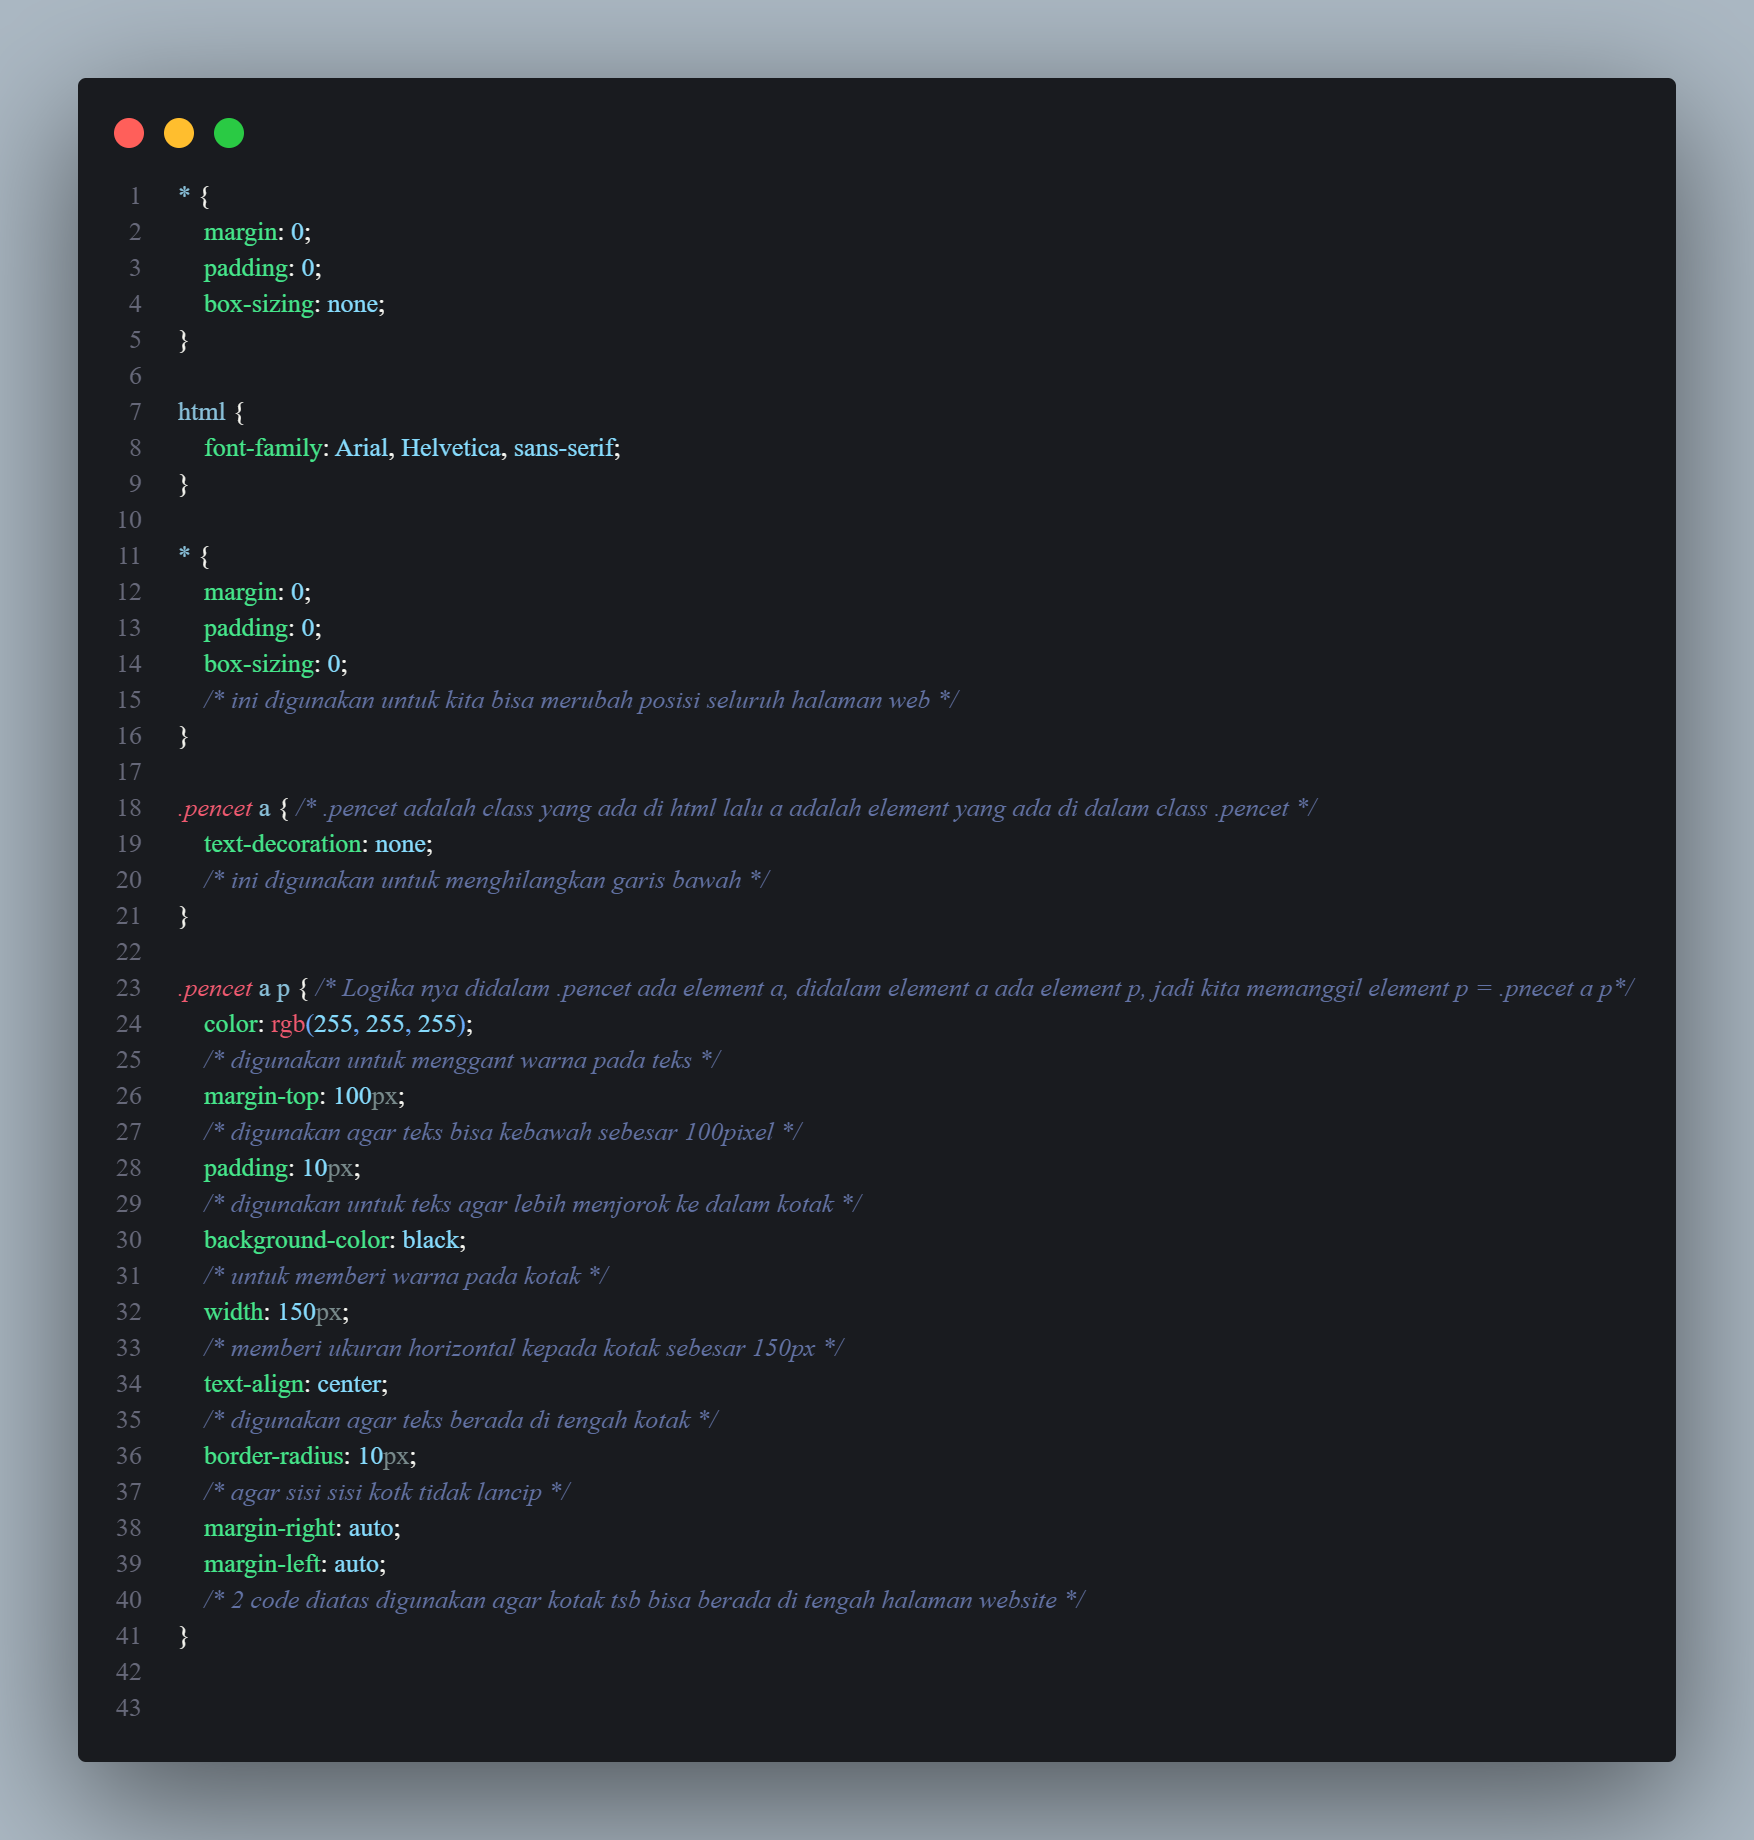 1 * {
2 margin: 0;
3 padding: 0;
4 box-sizing: none;
5 }
6
7 html {
8 font-family: Arial, Helvetica, sans-serif;
9 }
10
11 * {
12 margin: 0;
13 padding: 0;
14 box-sizing: 0;
15 /* ini digunakan untuk kita bisa merubah posisi seluruh halaman web */
16 }
17
18 .pencet a { /* .pencet adalah class yang ada di html lalu a adalah element yang ada di dalam class .pencet */
19 text-decoration: none;
20 /* ini digunakan untuk menghilangkan garis bawah */
21 }
22
23 .pencet a p { /* Logika nya didalam .pencet ada element a, didalam element a ada element p, jadi kita memanggil element p = .pnecet a p*/
24 color: rgb(255, 255, 255);
25 /* digunakan untuk menggant warna pada teks */
26 margin-top: 100px;
27 /* digunakan agar teks bisa kebawah sebesar 100pixel */
28 padding: 10px;
29 /* digunakan untuk teks agar lebih menjorok ke dalam kotak */
30 background-color: black;
31 /* untuk memberi warna pada kotak */
32 width: 150px;
33 /* memberi ukuran horizontal kepada kotak sebesar 150px */
34 text-align: center;
35 /* digunakan agar teks berada di tengah kotak */
36 border-radius: 10px;
37 /* agar sisi sisi kotk tidak lancip */
38 margin-right: auto;
39 margin-left: auto;
40 /* 2 code diatas digunakan agar kotak tsb bisa berada di tengah halaman website */
41 }
42
43